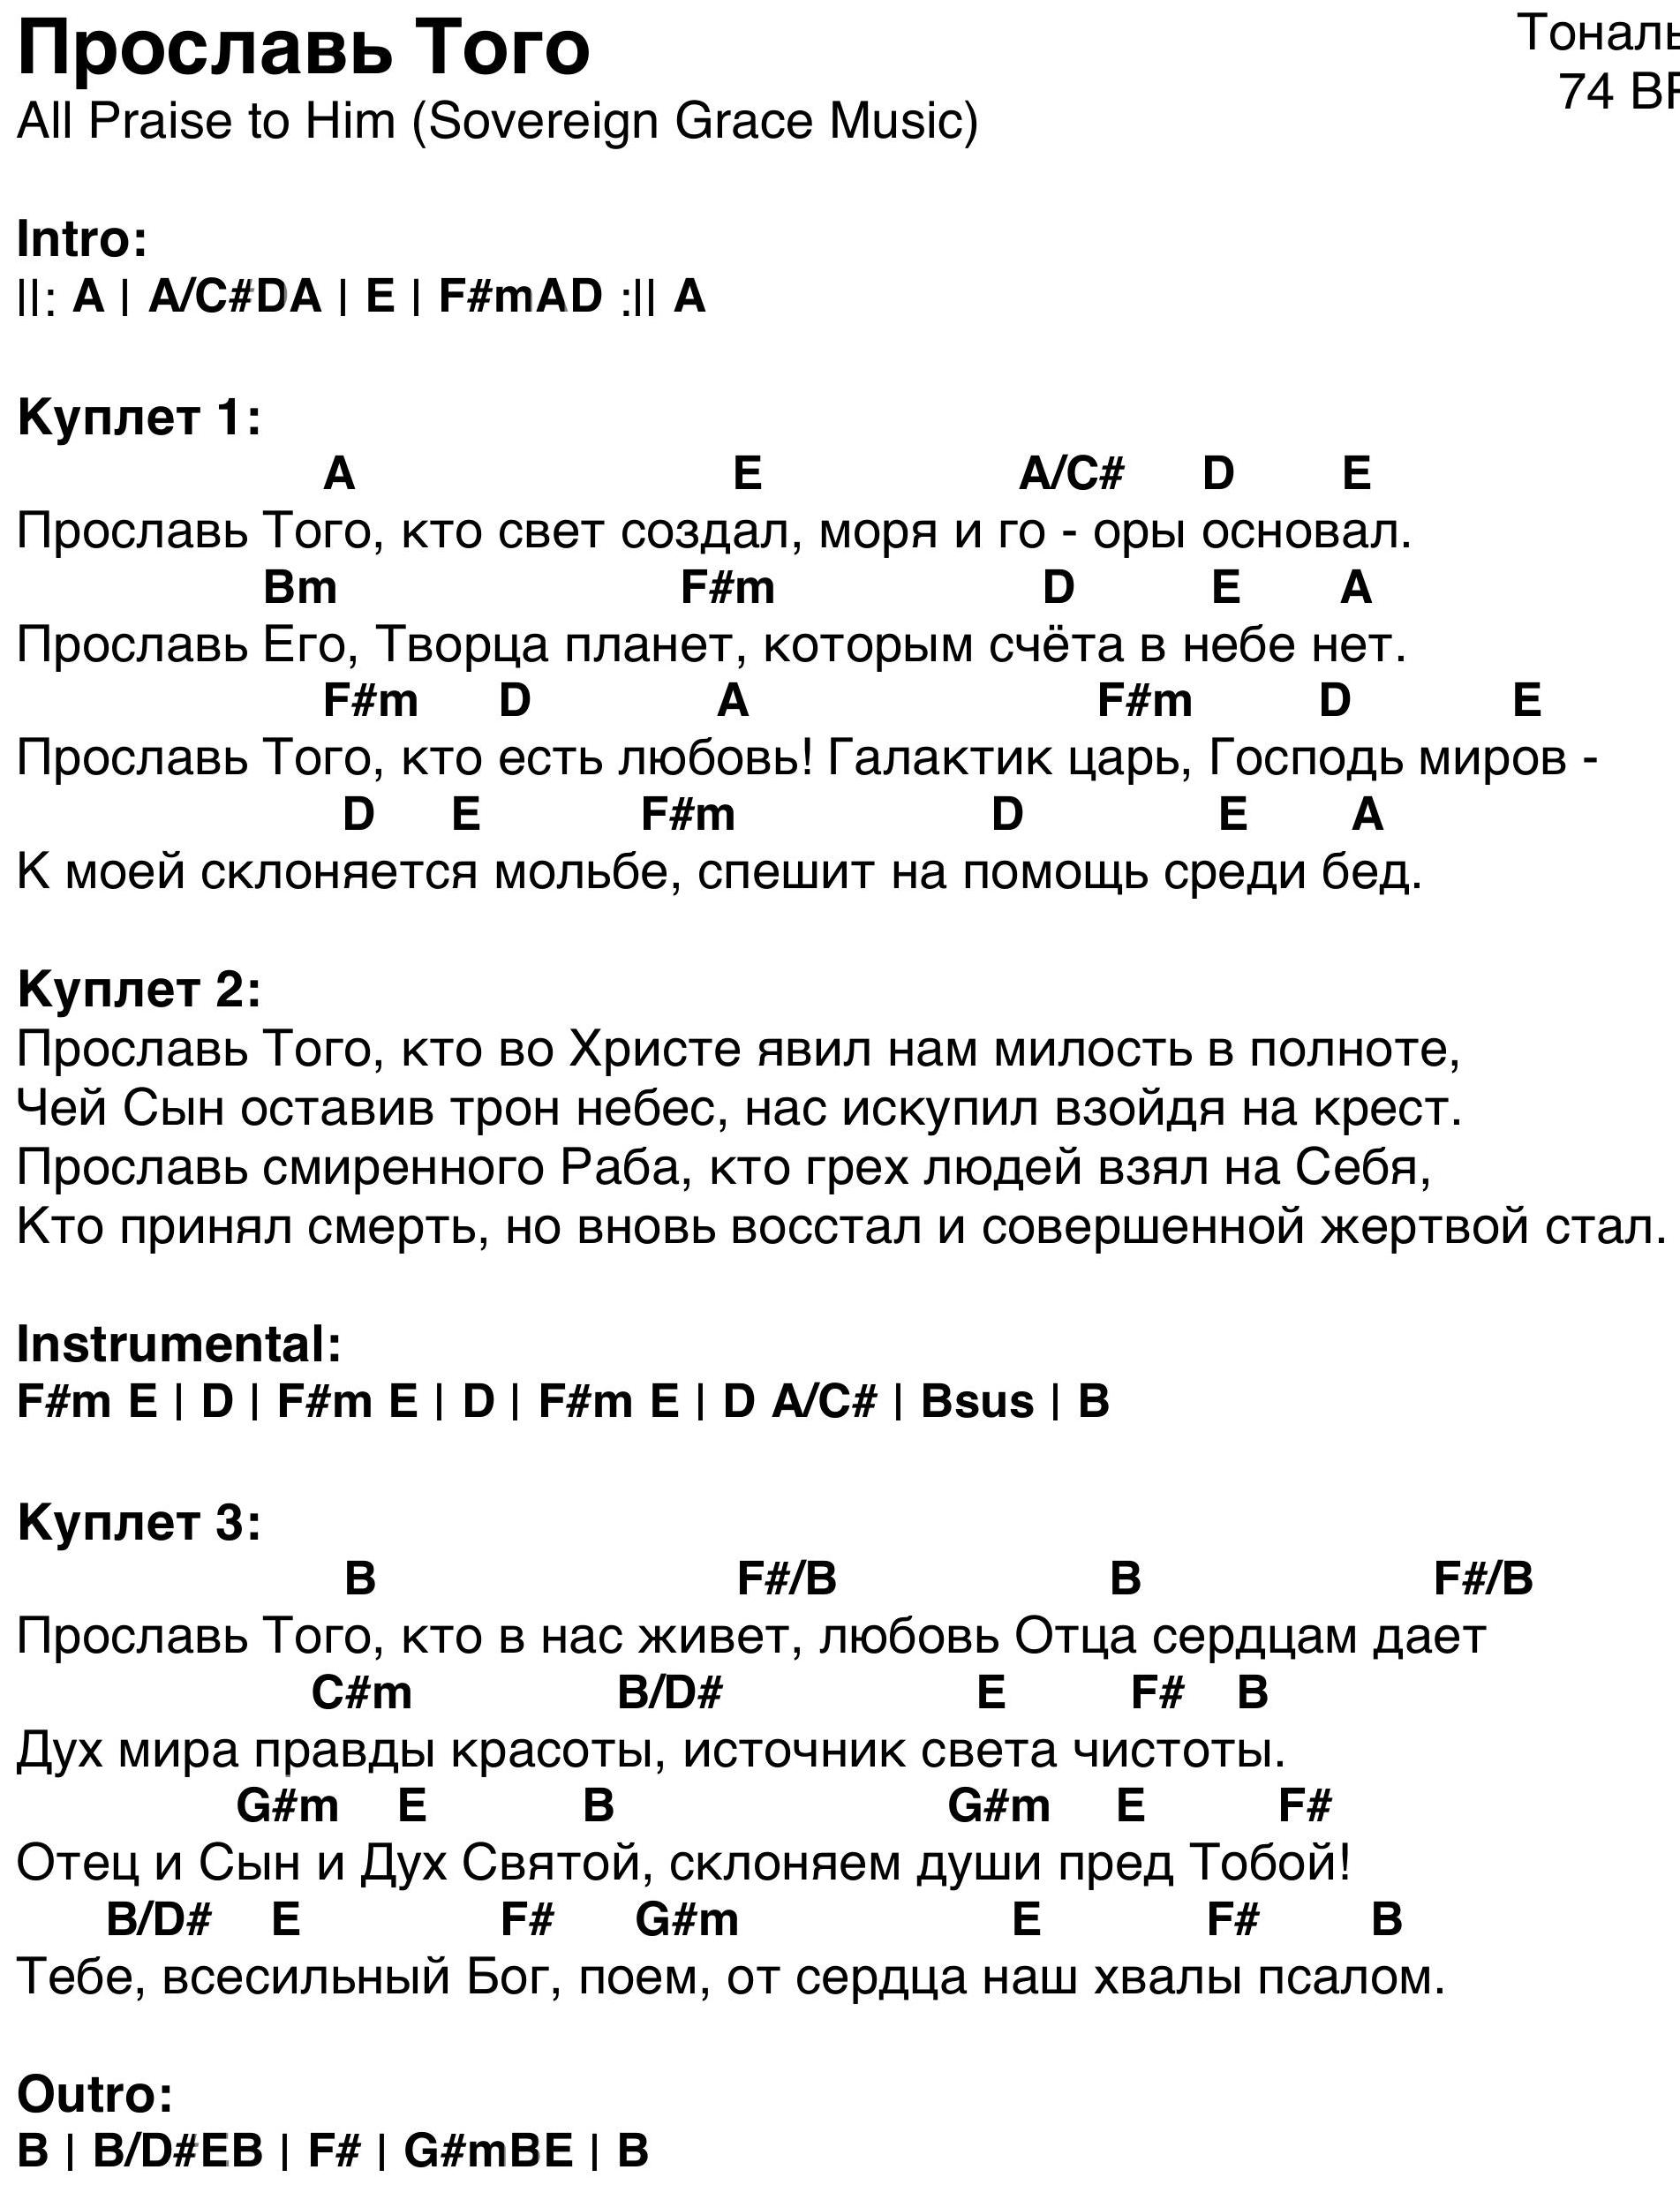 Прославь Того
All Praise to Him (Sovereign Grace Music)
74
Intro:
||: A | A/C#DA | E | F#mAD :|| A
Куплет 1:
A E A/C# D E
Прославь Того, кто свет создал, моря и го - оры основал.
Bm F#m D E A
Прославь Его, Творца планет, которым счёта в небе нет.
F#m D A F#m D E
Прославь Того, кто есть любовь! Галактик царь, Господь миров -
D E F#m D E A
К моей склоняется мольбе, спешит на помощь среди бед.
Куплет 2:
Прославь Того, кто во Христе явил нам милость в полноте,
Чей Сын оставив трон небес, нас искупил взойдя на крест.
Прославь смиренного Раба, кто грех людей взял на Себя,
Кто принял смерть, но вновь восстал и совершенной жертвой стал.
Instrumental:
F#m E | D | F#m E | D | F#m E | D A/C# | Bsus | B
Куплет 3:
B F#/B B F#/B
Прославь Того, кто в нас живет, любовь Отца сердцам дает
C#m B/D# E F# B
Дух мира правды красоты, источник света чистоты.
G#m E B G#m E F#
Отец и Сын и Дух Святой, склоняем души пред Тобой!
B/D# E F# G#m E F# B
Тебе, всесильный Бог, поем, от сердца наш хвалы псалом.
Outro:
B | B/D#EB | F# | G#mBE | B